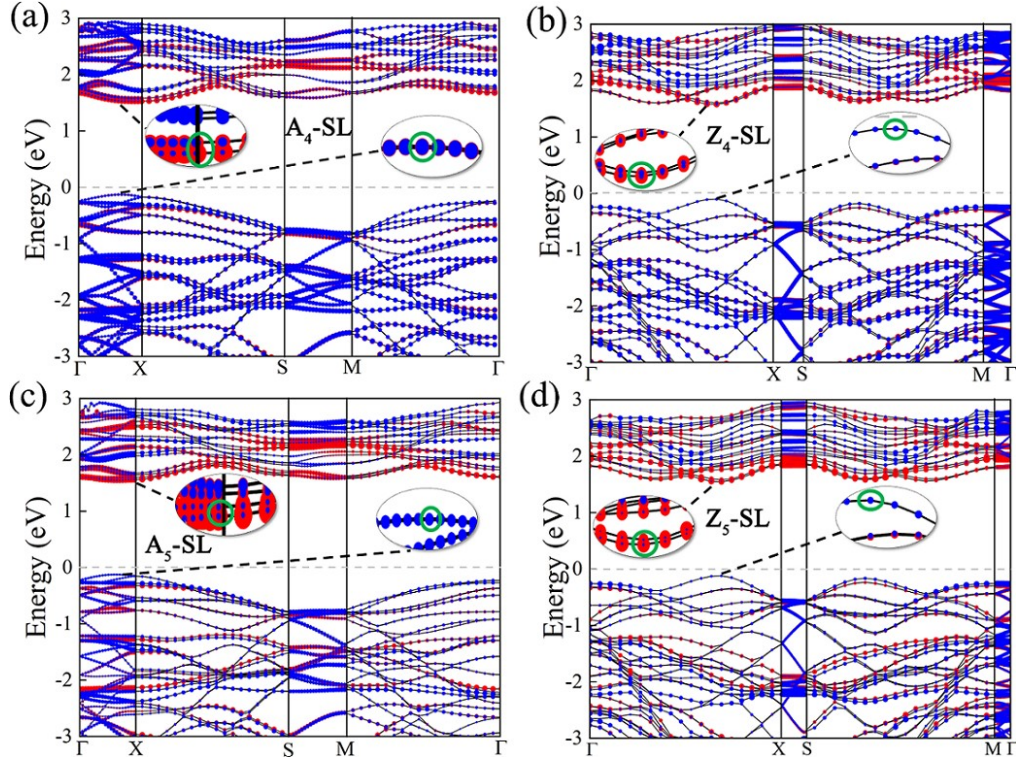 (a)
3
2
1
0
-1
-2
-3
Energy (eV)
A₄-SL
Γ X S M Γ
(b)
3
2
1
0
-1
-2
-3
Energy (eV)
Z₄-SL
Γ X S M Γ
(c)
3
2
1
0
-1
-2
-3
Energy (eV)
A₅-SL
Γ X S M Γ
(d)
3
2
1
0
-1
-2
-3
Energy (eV)
Z₅-SL
Γ X S M Γ